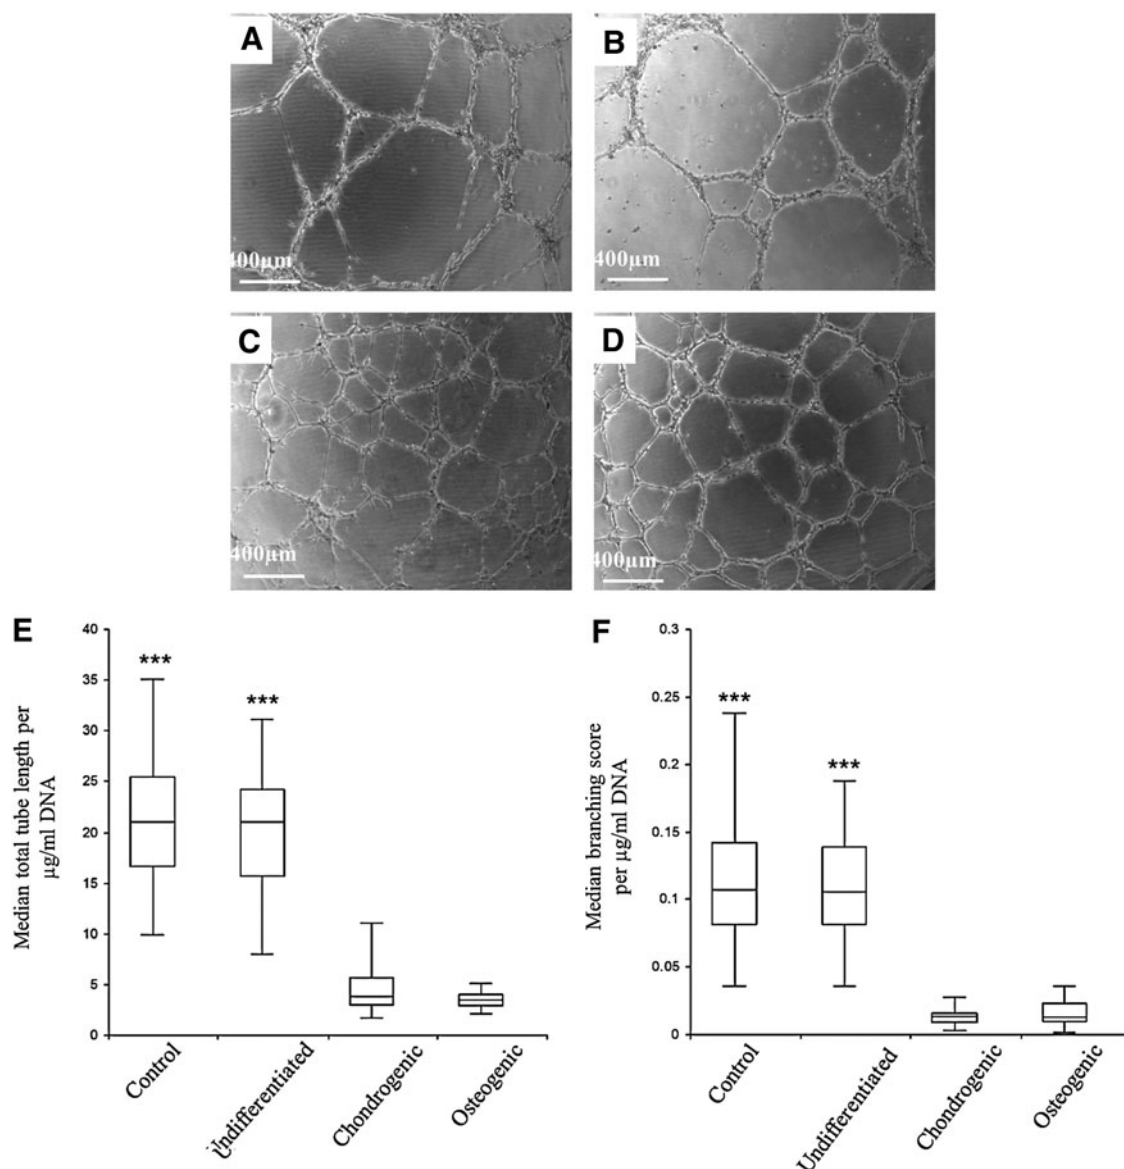 A
B
400µm
400µm
C
D
400µm
400µm
E
F
Median total tube length per
µg/ml DNA
40
35
30
25
20
15
10
5
0
***
***
Control
Undifferentiated
Chondrogenic
Osteogenic
Median branching score
per µg/ml DNA
0.3
0.25
0.2
0.15
0.1
0.05
0
***
***
Control
Undifferentiated
Chondrogenic
Osteogenic